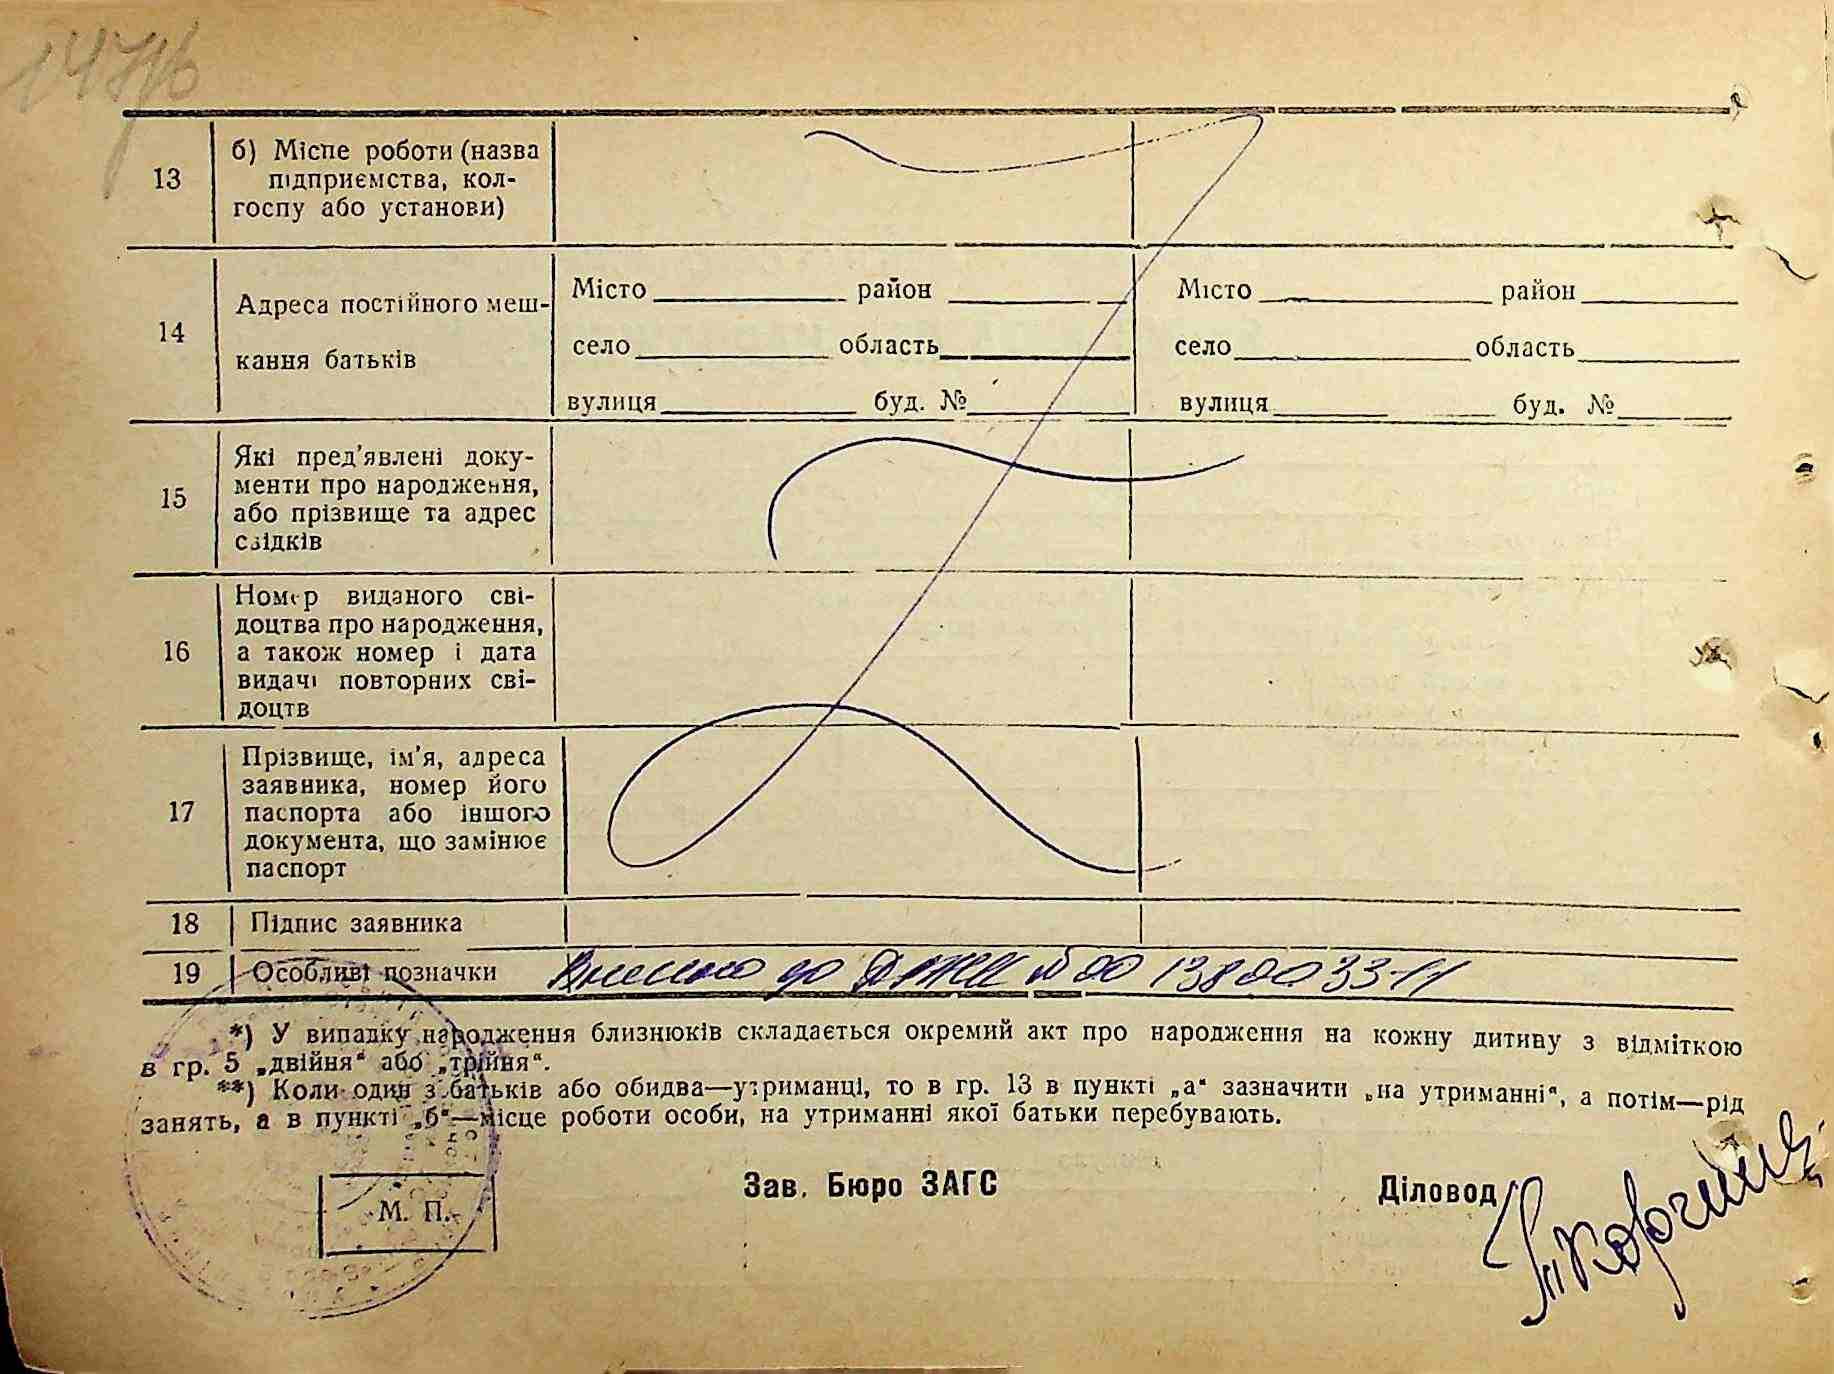 13
б) Місце роботи (назва
підприємства, кол-
госпу або установи)
14
Адреса постійного меш-
кання батьків
Місто район
село область
вулиця буд. №
Місто район
село область
вулиця буд. №
15
Які пред’явлені доку-
менти про народження,
або прізвище та адрес
свідків
16
Номер виданого сві-
доцтва про народження,
а також номер і дата
видачі повторних сві-
доцтв
17
Прізвище, ім’я, адреса
заявника, номер його
паспорта або іншого
документа, що замінює
паспорт
18 Підпис заявника
19 Особливі позначки Внесено до № 00138003311
*) У випадку народження близнюків складається окремий акт про народження на кожну дитину з відміткою
в гр. 5 „двійня“ або „трійня“.
**) Коли один з батьків або обидва—утриманці, то в гр. 13 в пункті „а“ зазначити „на утриманні“, а потім—рід
занять, а в пункті „б“—місце роботи особи, на утриманні якої батьки перебувають.
М. П.
Зав. Бюро ЗАГС
Діловод